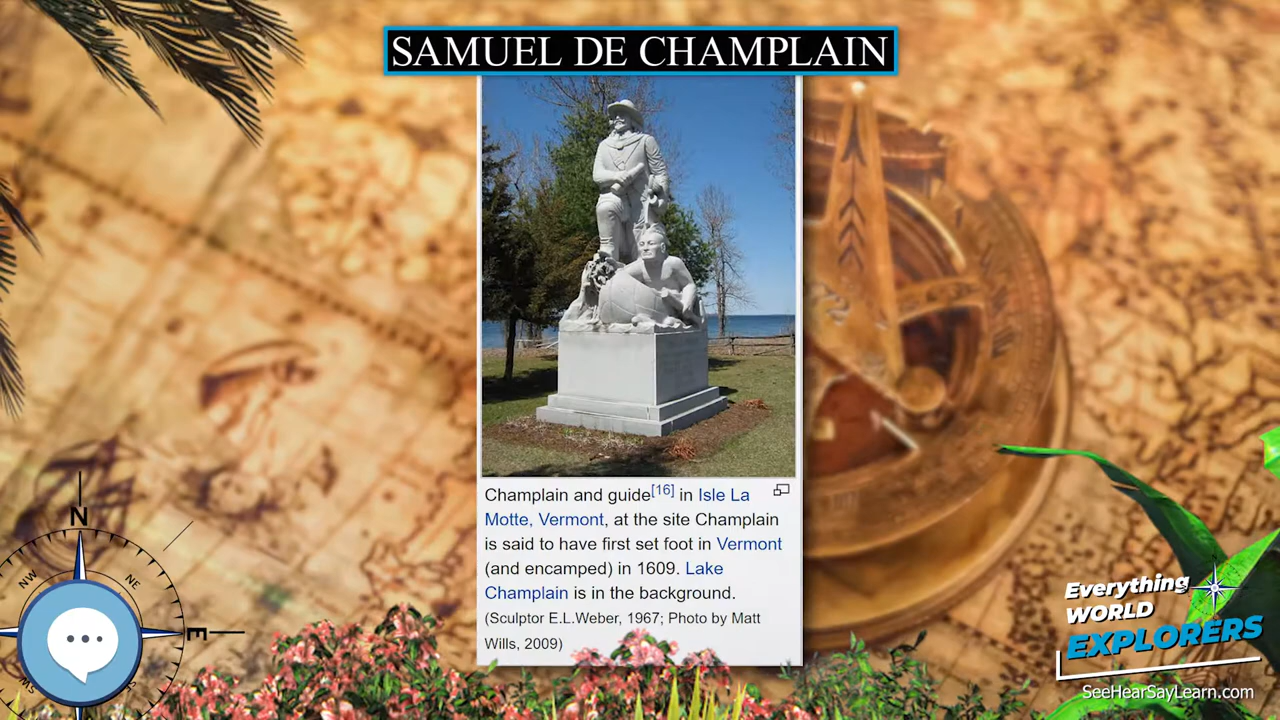 SAMUEL DE CHAMPLAIN
Champlain and guide[16] in Isle La
Motte, Vermont, at the site Champlain
is said to have first set foot in Vermont
(and encamped) in 1609. Lake
Champlain is in the background.
(Sculptor E.L.Weber, 1967; Photo by Matt
Wills, 2009)
N
NW
NE
E
Everything
WORLD
EXPLORERS
SeeHearSayLearn.com